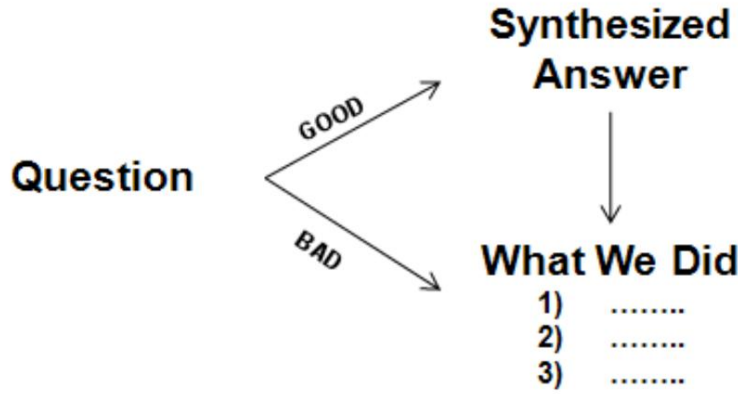 Synthesized
Answer
GOOD
Question
BAD
What We Did
1) ........
2) ........
3) ........